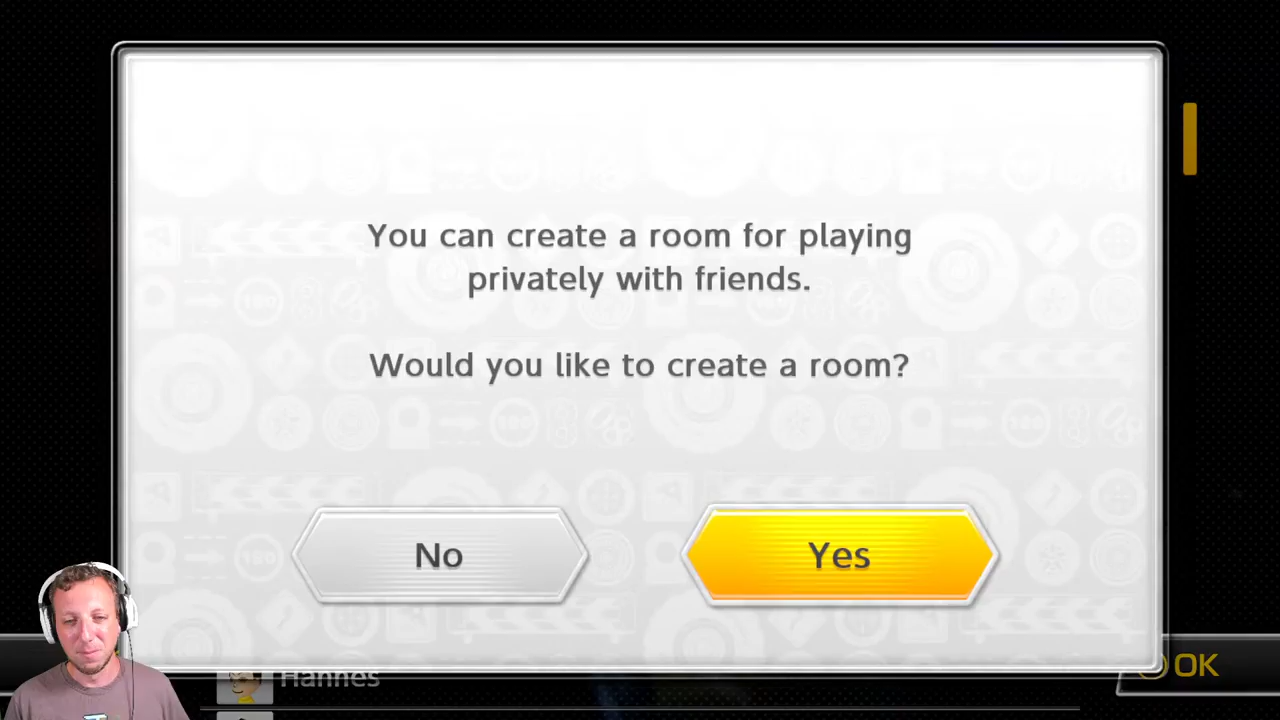 You can create a room for playing
privately with friends.
Would you like to create a room?
No
Yes
OK
Hannes